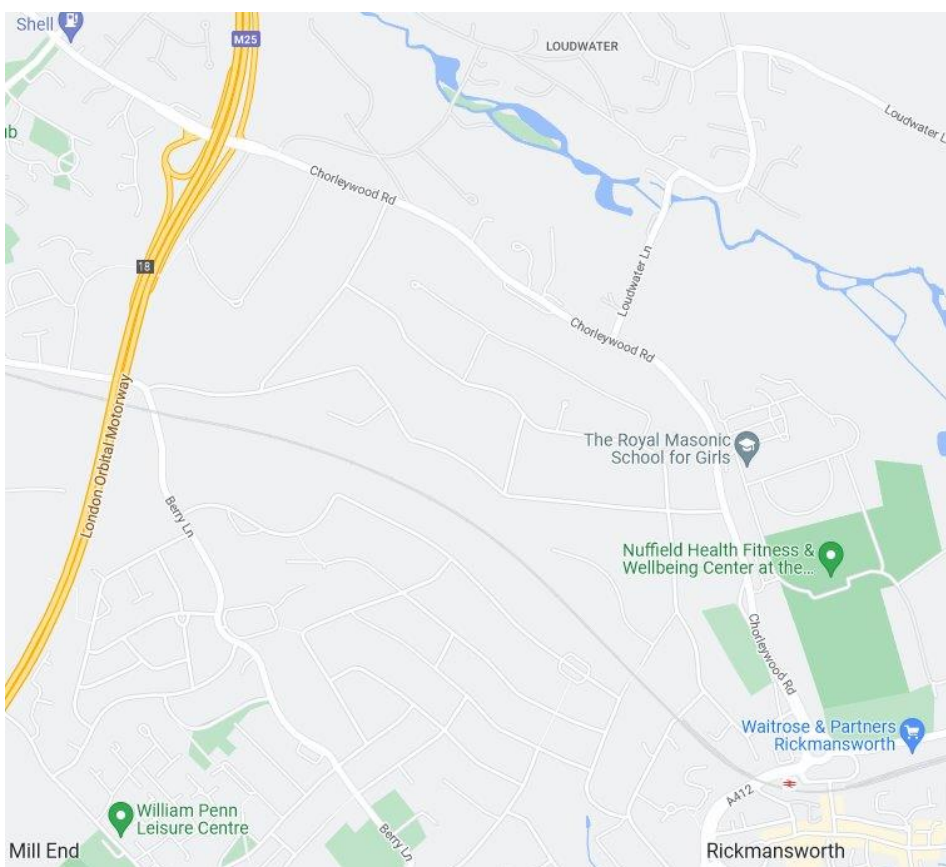 Shell
M25
LOUDWATER
Loudwater L
ub
Chorleywood Rd
18
Loudwater Ln
Chorleywood Rd
London Orbital Motorway
The Royal Masonic
School for Girls
Berry Ln
Nuffield Health Fitness &
Wellbeing Center at the...
Chorleywood Rd
Waitrose & Partners
Rickmansworth
A412
William Penn
Leisure Centre
Berry Ln
Mill End
Rickmansworth